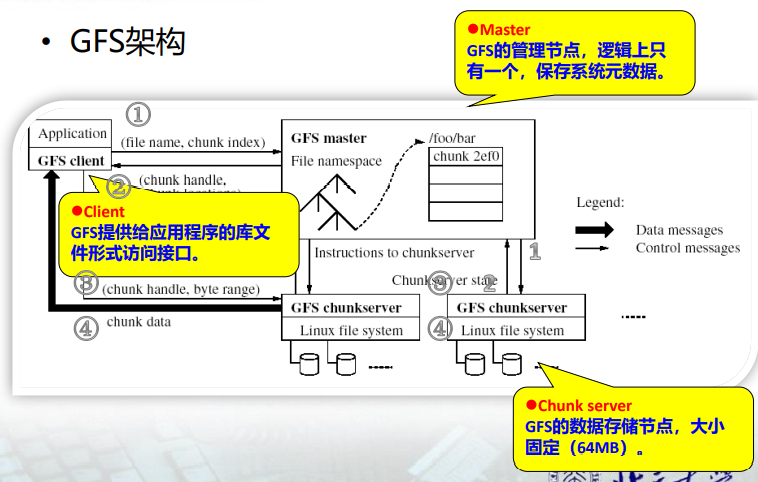 • GFS架构
●Master
GFS的管理节点，逻辑上只
有一个，保存系统元数据。
①
Application
GFS client
(file name, chunk index)
②
(chunk handle,
GFS master
File namespace
/foo/bar
chunk 2ef0
●Client
GFS提供给应用程序的库文
件形式访问接口。
Legend:
Data messages
Control messages
Instructions to chunkserver
1
Chunkserver state
2
③
(chunk handle, byte range)
④
chunk data
GFS chunkserver
Linux file system
③
④
GFS chunkserver
Linux file system
●Chunk server
GFS的数据存储节点，大小
固定（64MB）。